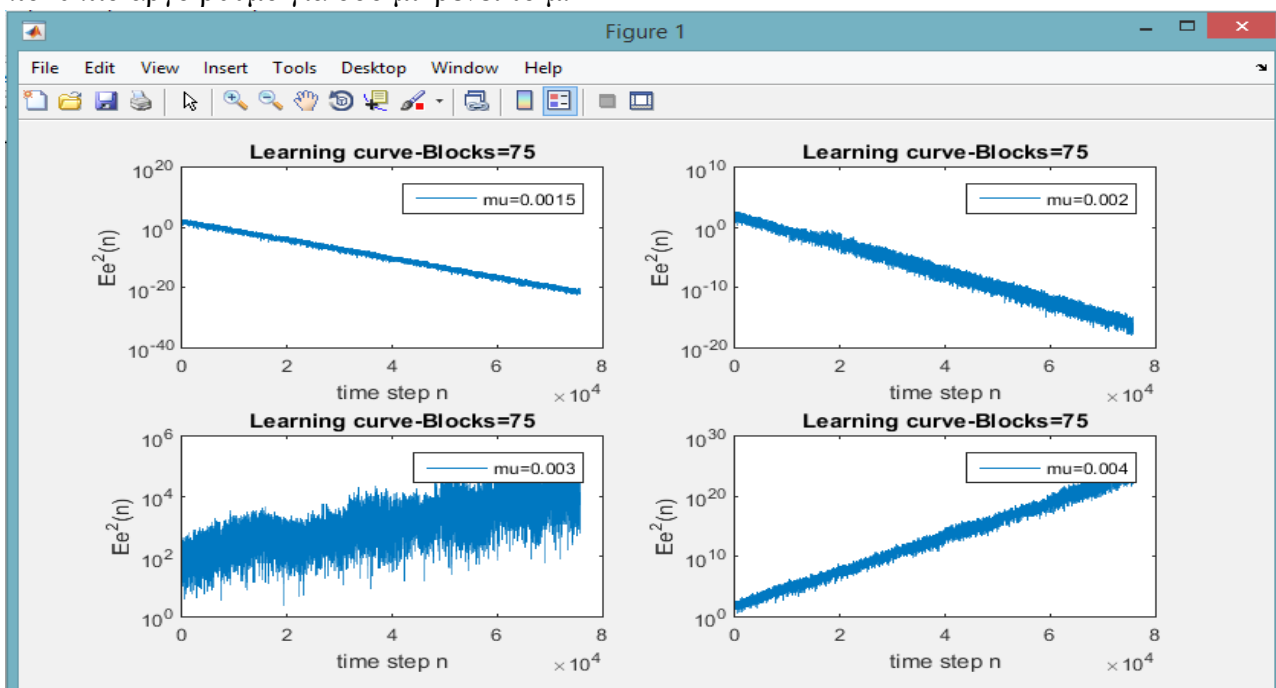 Figure 1
File Edit View Insert Tools Desktop Window Help
Learning curve-Blocks=75
10^20
10^0
10^-20
10^-40
Ee^2(n)
mu=0.0015
0 2 4 6 8
time step n
×10^4
Learning curve-Blocks=75
10^10
10^0
10^-10
10^-20
Ee^2(n)
mu=0.002
0 2 4 6 8
time step n
×10^4
Learning curve-Blocks=75
10^6
10^4
10^2
10^0
Ee^2(n)
mu=0.003
0 2 4 6 8
time step n
×10^4
Learning curve-Blocks=75
10^30
10^20
10^10
10^0
Ee^2(n)
mu=0.004
0 2 4 6 8
time step n
×10^4